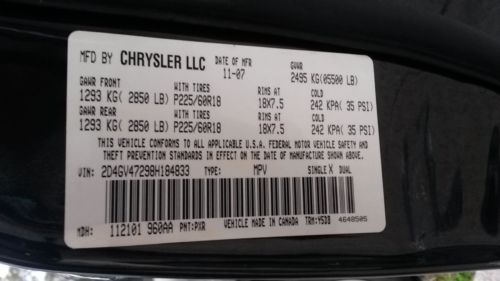 MFD BY CHRYSLER LLC DATE OF MFR GVWR
11-07 2495 KG(05500 LB)
GAWR FRONT WITH TIRES RIMS AT COLD
1293 KG( 2850 LB) P225/60R18 18X7.5 242 KPA( 35 PSI)
GAWR REAR WITH TIRES RIMS AT COLD
1293 KG( 2850 LB) P225/60R18 18X7.5 242 KPA( 35 PSI)
THIS VEHICLE CONFORMS TO ALL APPLICABLE U.S.A. FEDERAL MOTOR VEHICLE SAFETY, BUMPER AND
THEFT PREVENTION STANDARDS IN EFFECT ON THE DATE OF MANUFACTURE SHOWN ABOVE.
VIN: 2D4GV47298H184833 TYPE: MPV SINGLE X DUAL
MDH: 112101 960AA PNT: PXR VEHICLE MADE IN CANADA TRM: Y5DB 4648505